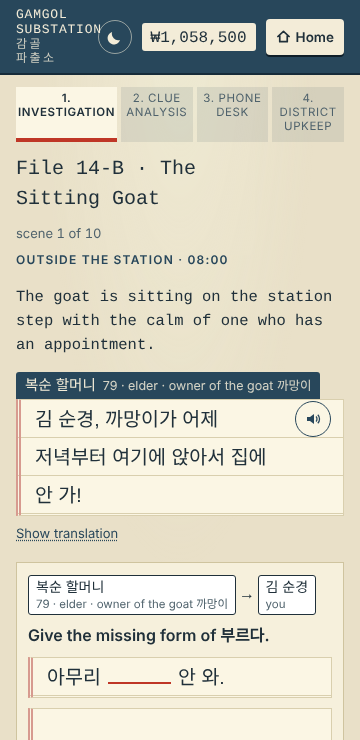 GAMGOL
SUBSTATION
감골
파출소
₩1,058,500
Home
1.
INVESTIGATION
2. CLUE
ANALYSIS
3. PHONE
DESK
4.
DISTRICT
UPKEEP
File 14-B · The
Sitting Goat
scene 1 of 10
OUTSIDE THE STATION · 08:00
The goat is sitting on the station
step with the calm of one who has
an appointment.
복순 할머니 79 · elder · owner of the goat 까망이
김 순경, 까망이가 어제
저녁부터 여기에 앉아서 집에
안 가!
Show translation
복순 할머니
79 · elder · owner of the goat 까망이
→
김 순경
you
Give the missing form of 부르다.
아무리 ______ 안 와.